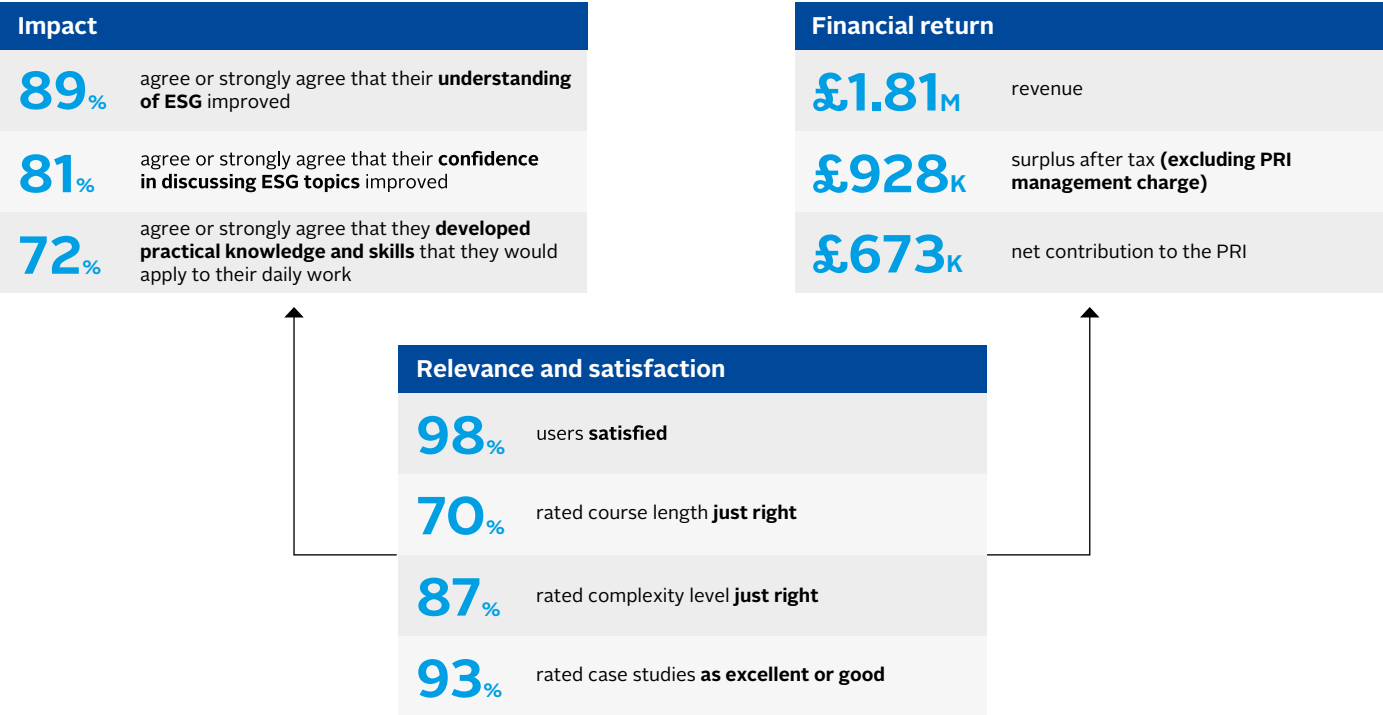 Impact
89%
agree or strongly agree that their understanding
of ESG improved
81%
agree or strongly agree that their confidence
in discussing ESG topics improved
72%
agree or strongly agree that they developed
practical knowledge and skills that they would
apply to their daily work
Financial return
£1.81M
revenue
£928K
surplus after tax (excluding PRI
management charge)
£673K
net contribution to the PRI
Relevance and satisfaction
98%
users satisfied
70%
rated course length just right
87%
rated complexity level just right
93%
rated case studies as excellent or good